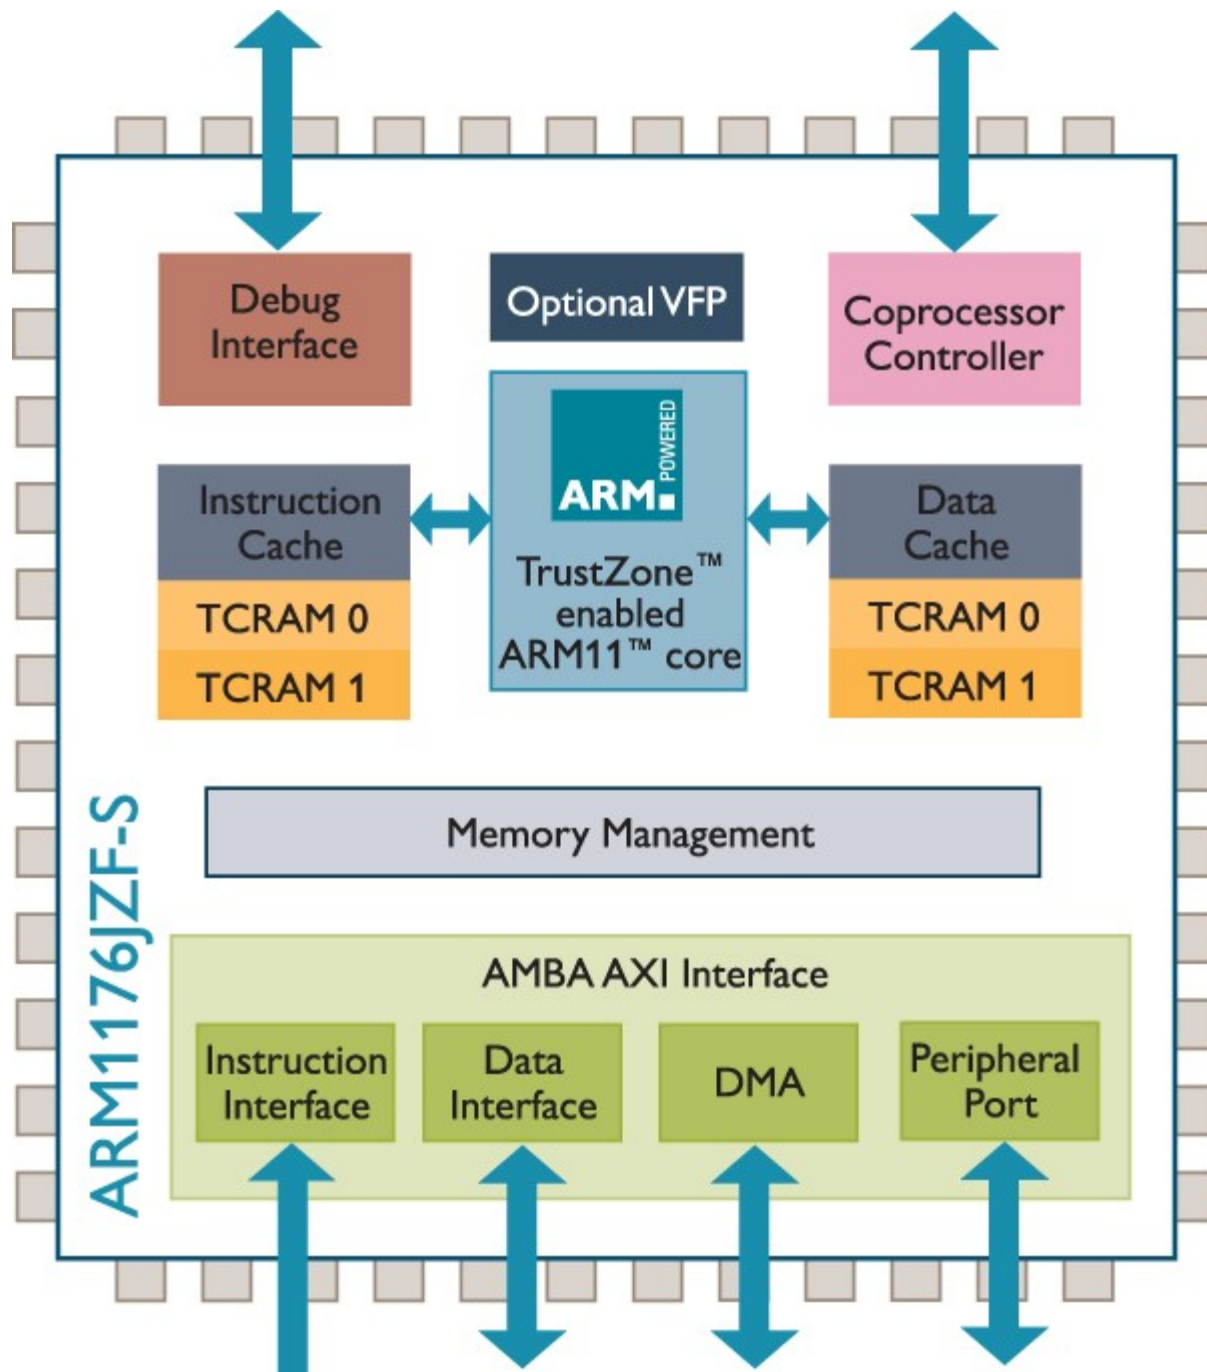 Debug
Interface
Optional VFP
Coprocessor
Controller
Instruction
Cache
TCRAM 0
TCRAM 1
ARM
POWERED
TrustZone™
enabled
ARM11™ core
Data
Cache
TCRAM 0
TCRAM 1
Memory Management
ARM1176JZF-S
AMBA AXI Interface
Instruction
Interface
Data
Interface
DMA
Peripheral
Port